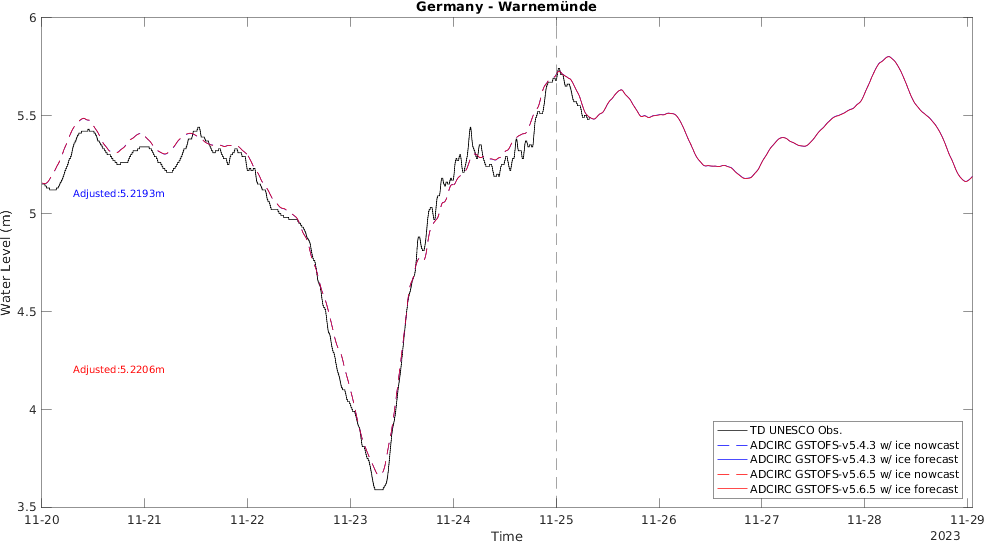 Germany - Warnemünde
6
5.5
5
4.5
4
3.5
Water Level (m)
Adjusted:5.2193m
Adjusted:5.2206m
TD UNESCO Obs.
ADCIRC GSTOFS-v5.4.3 w/ ice nowcast
ADCIRC GSTOFS-v5.4.3 w/ ice forecast
ADCIRC GSTOFS-v5.6.5 w/ ice nowcast
ADCIRC GSTOFS-v5.6.5 w/ ice forecast
11-20 11-21 11-22 11-23 11-24 11-25 11-26 11-27 11-28 11-29
Time
2023